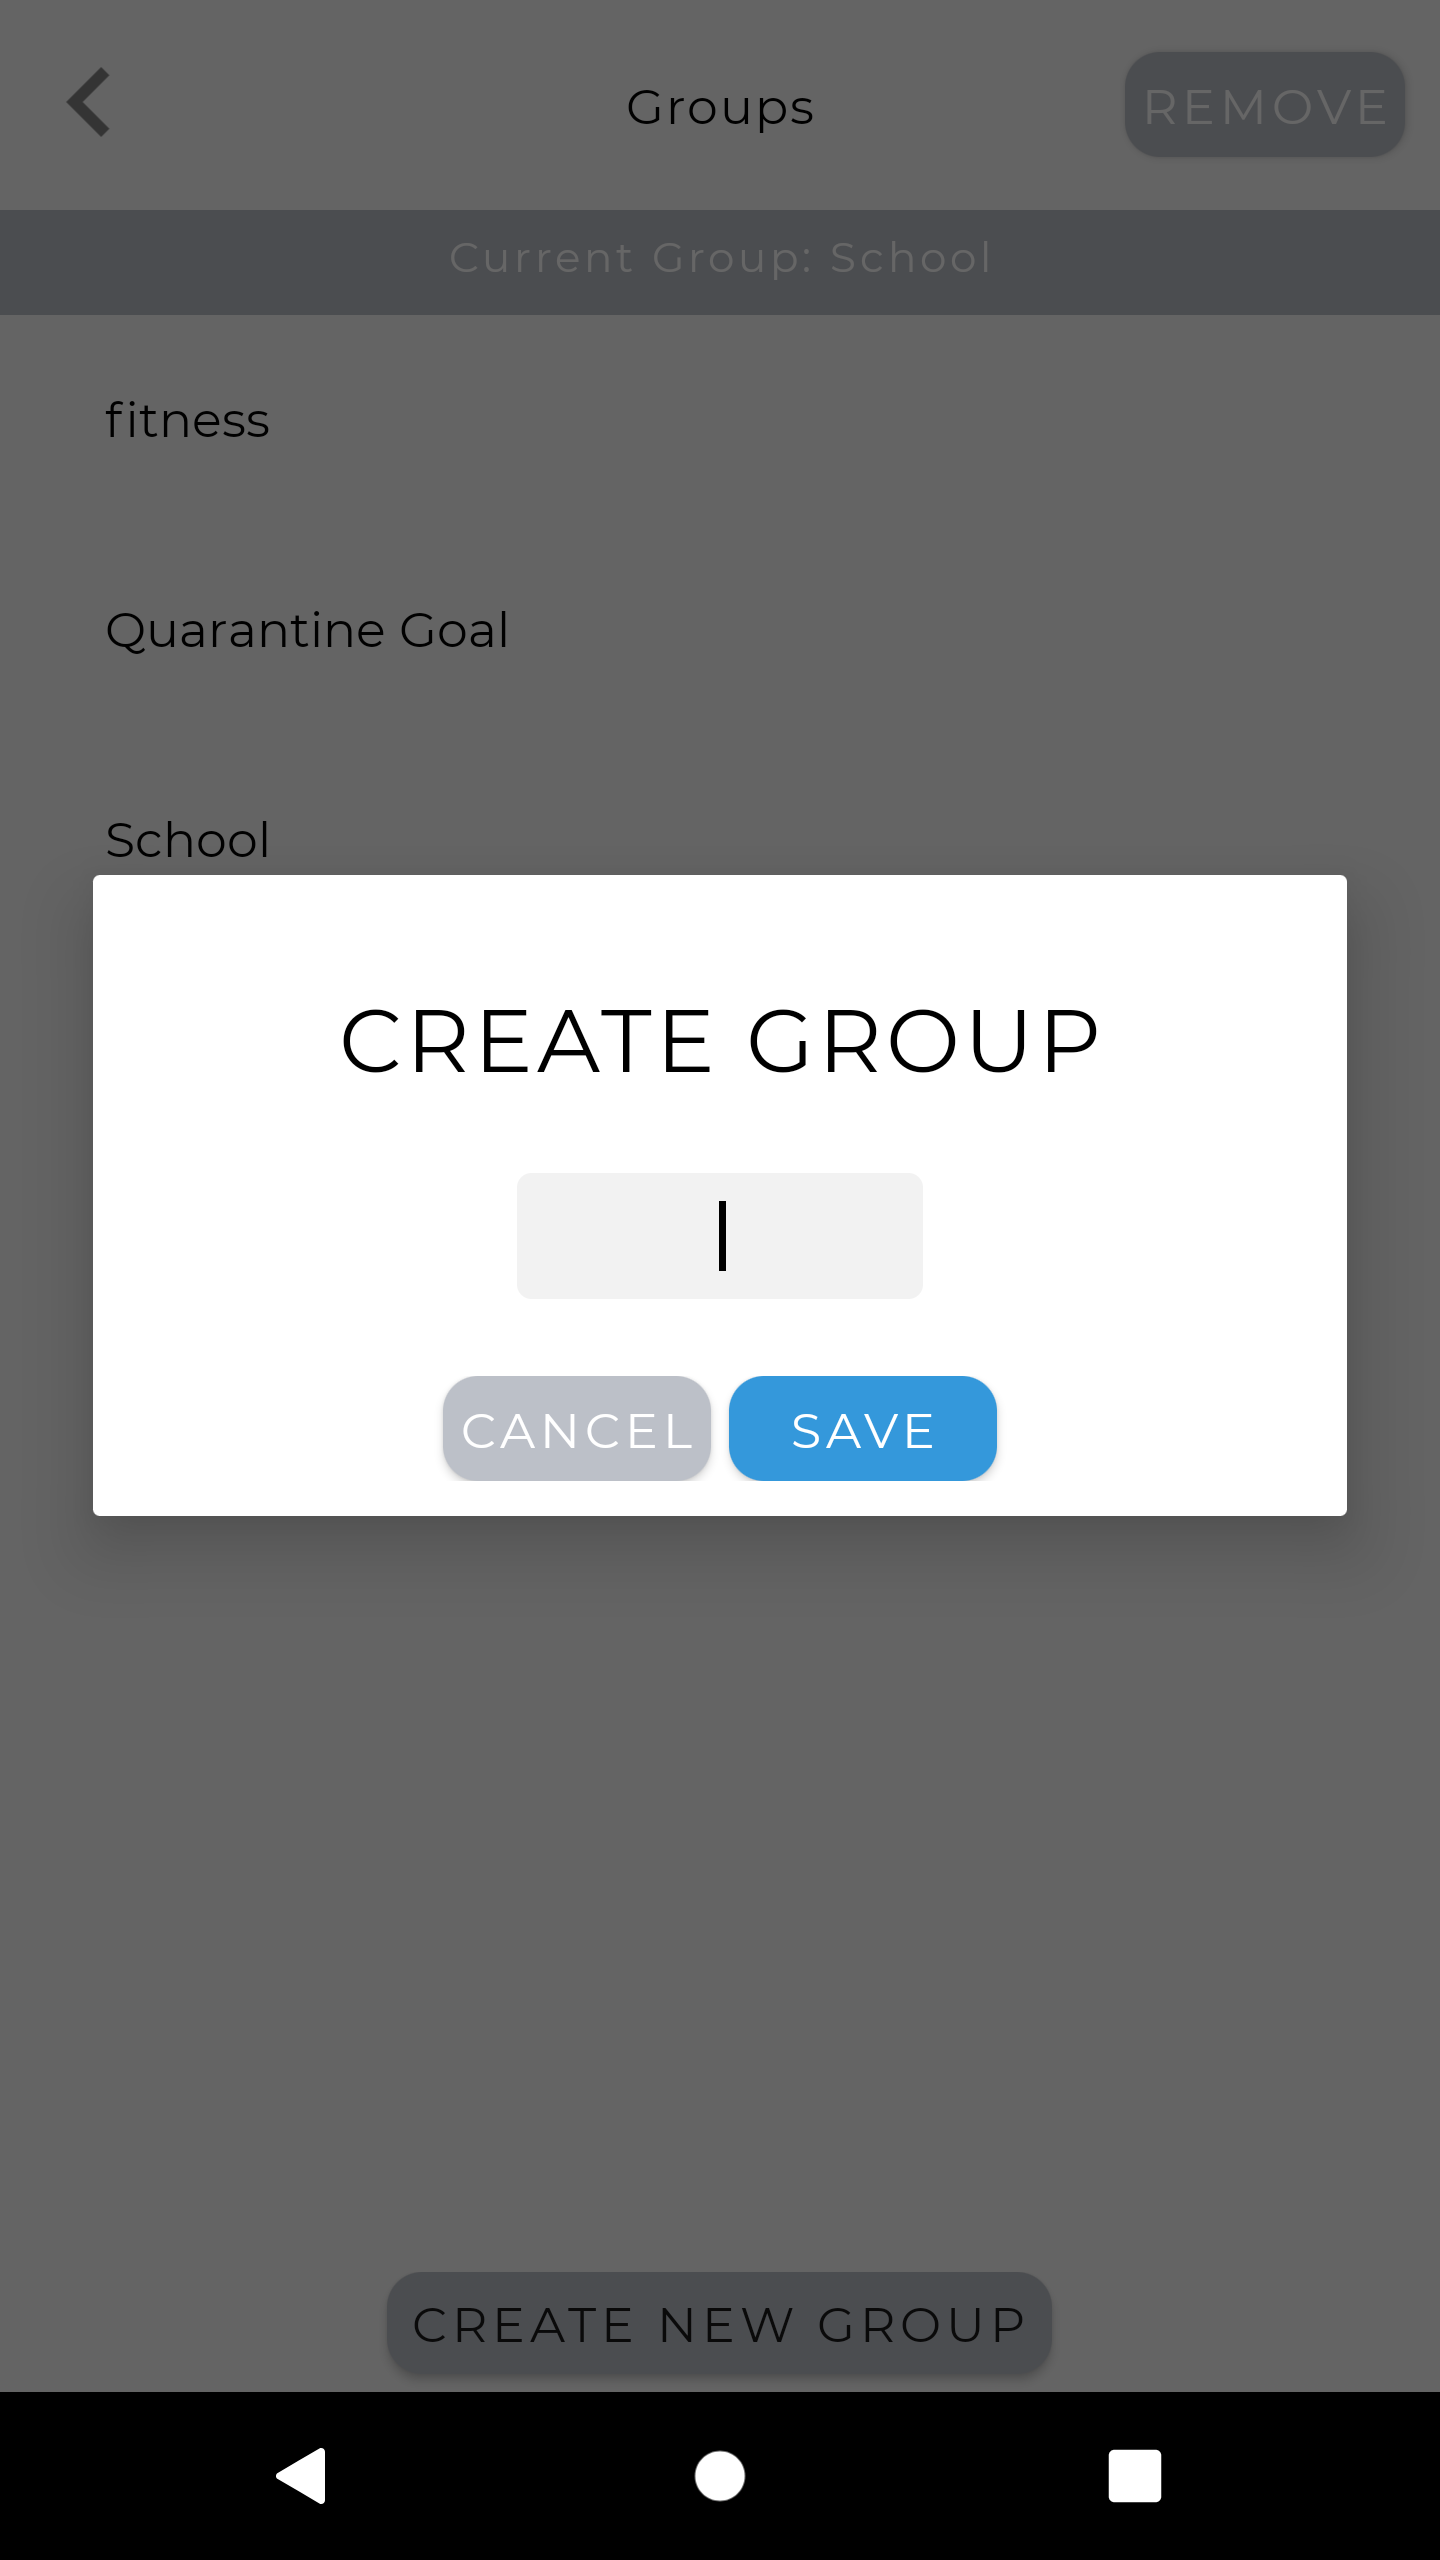 Groups
REMOVE
Current Group: School
fitness
Quarantine Goal
School
CREATE GROUP
CANCEL
SAVE
CREATE NEW GROUP